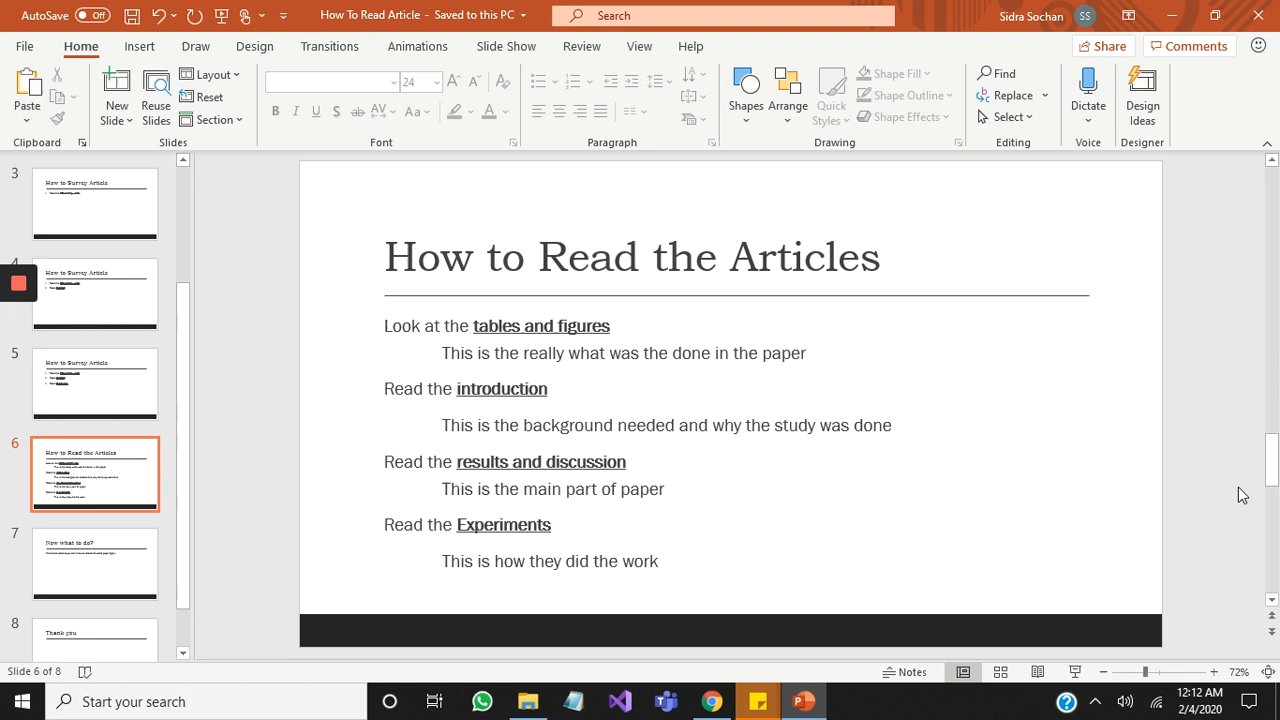 AutoSave Off How To Read Article - Saved to this PC Search Sidra Sochan SS
File Home Insert Draw Design Transitions Animations Slide Show Review View Help Share Comments
Paste New Slide Reuse Slides Layout Reset Section 24 Shapes Arrange Quick Styles Shape Fill Shape Outline Shape Effects Find Replace Select Dictate Design Ideas
Clipboard Slides Font Paragraph Drawing Editing Voice Designer
3
How to Survey Article
4
How to Survey Article
5
How to Survey Article
6
How to Read the Articles
7
Now what to do?
8
Thank you
How to Read the Articles
Look at the tables and figures
This is the really what was the done in the paper
Read the introduction
This is the background needed and why the study was done
Read the results and discussion
This is the main part of paper
Read the Experiments
This is how they did the work
Slide 6 of 8 Notes 72%
Start your search 12:12 AM
2/4/2020